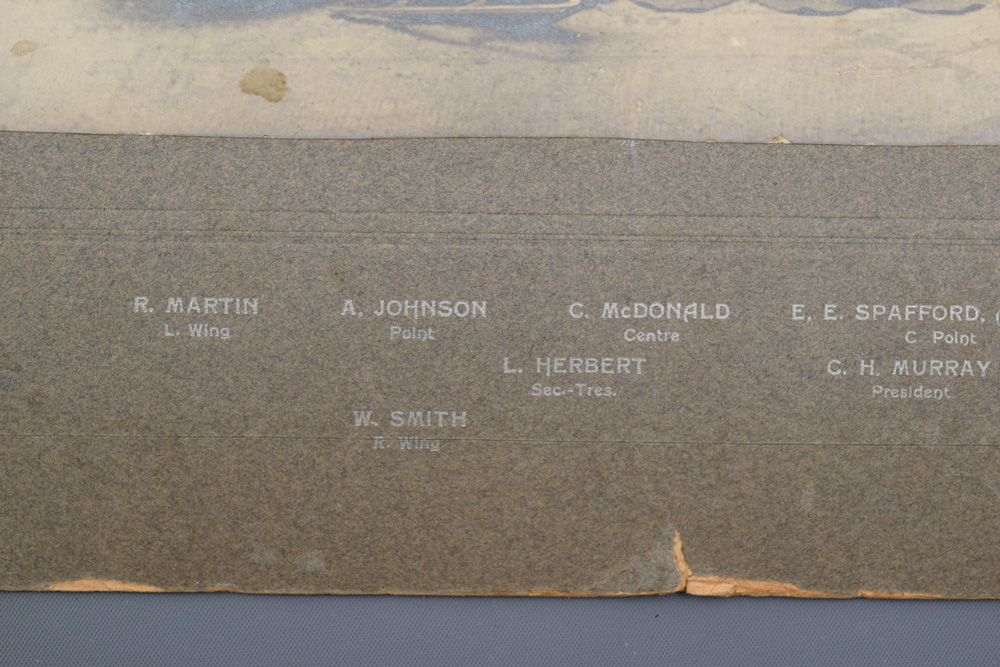 R. MARTIN
L. Wing
A. JOHNSON
Point
C. McDONALD
Centre
E. E. SPAFFORD,
C Point
L. HERBERT
Sec.-Tres.
C. H. MURRAY
President
W. SMITH
R. Wing